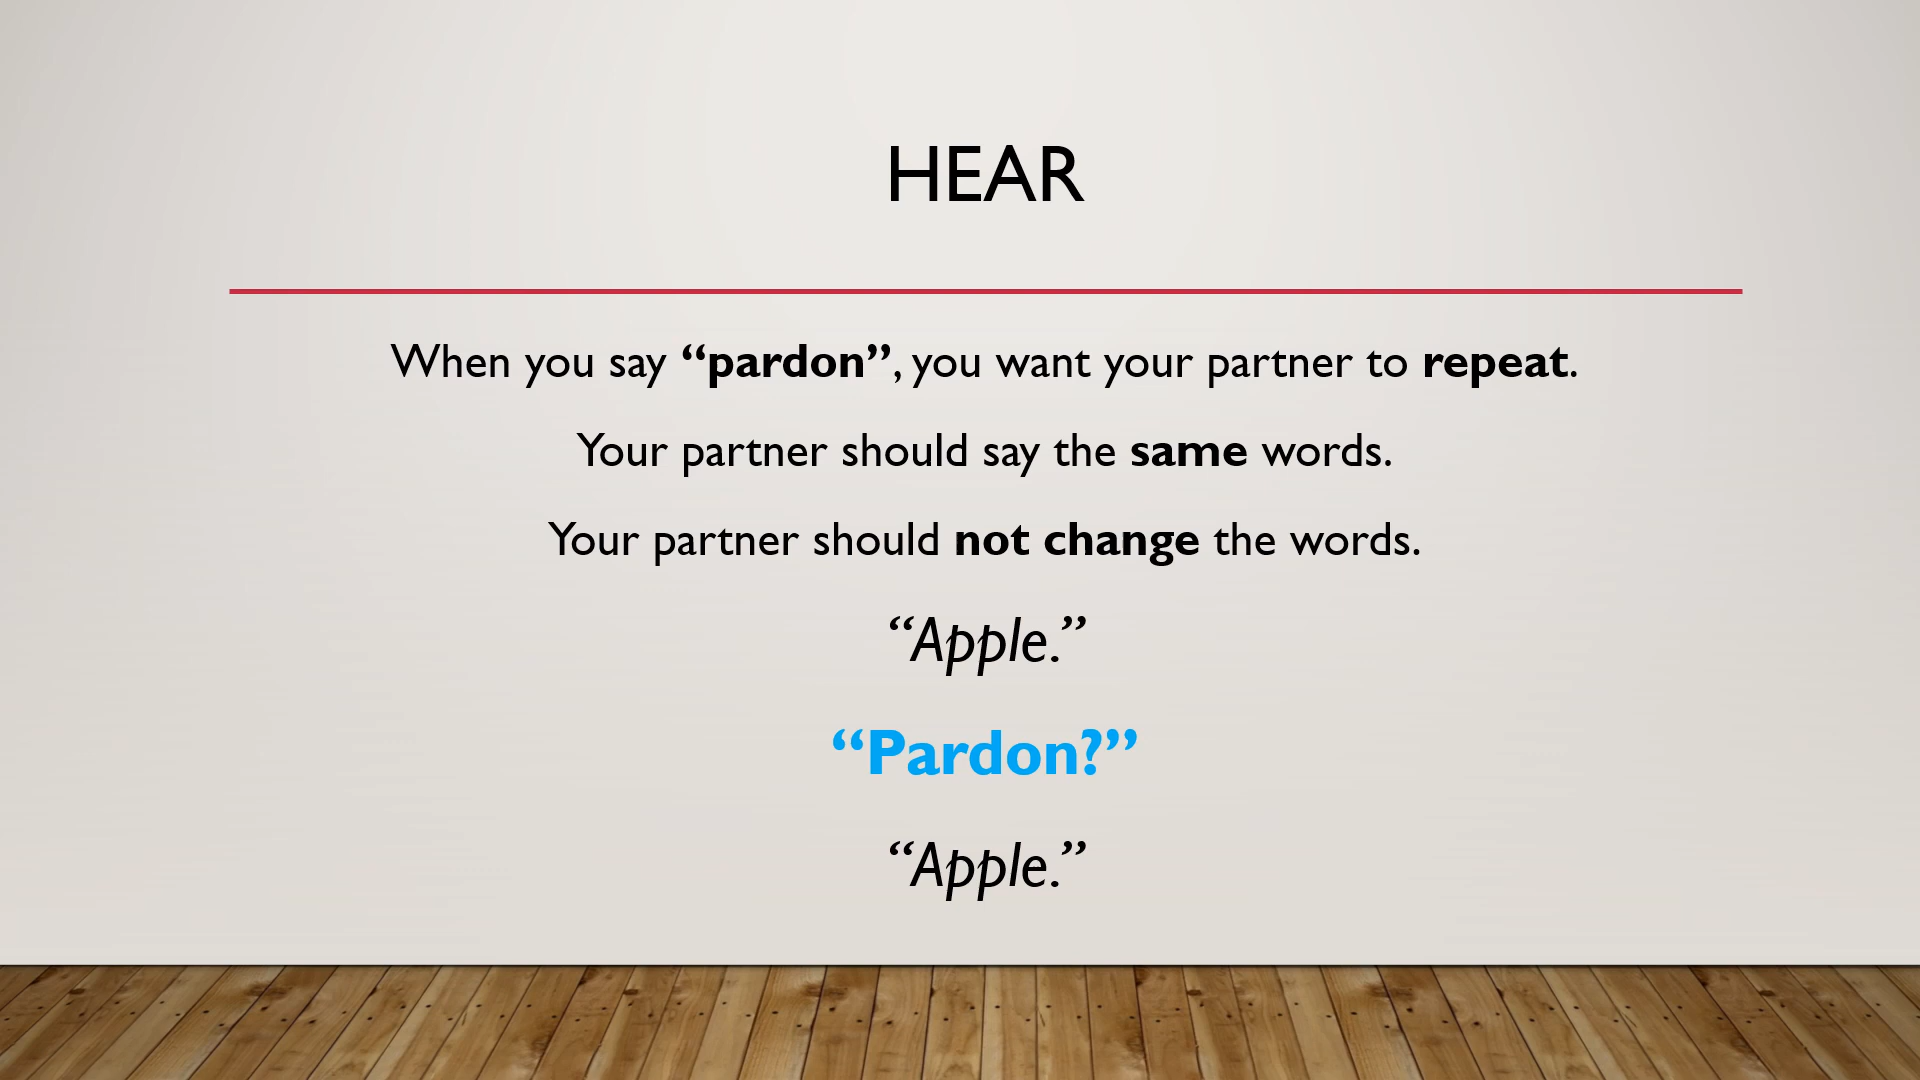 HEAR
When you say “pardon”, you want your partner to repeat.
Your partner should say the same words.
Your partner should not change the words.
“Apple.”
“Pardon?”
“Apple.”